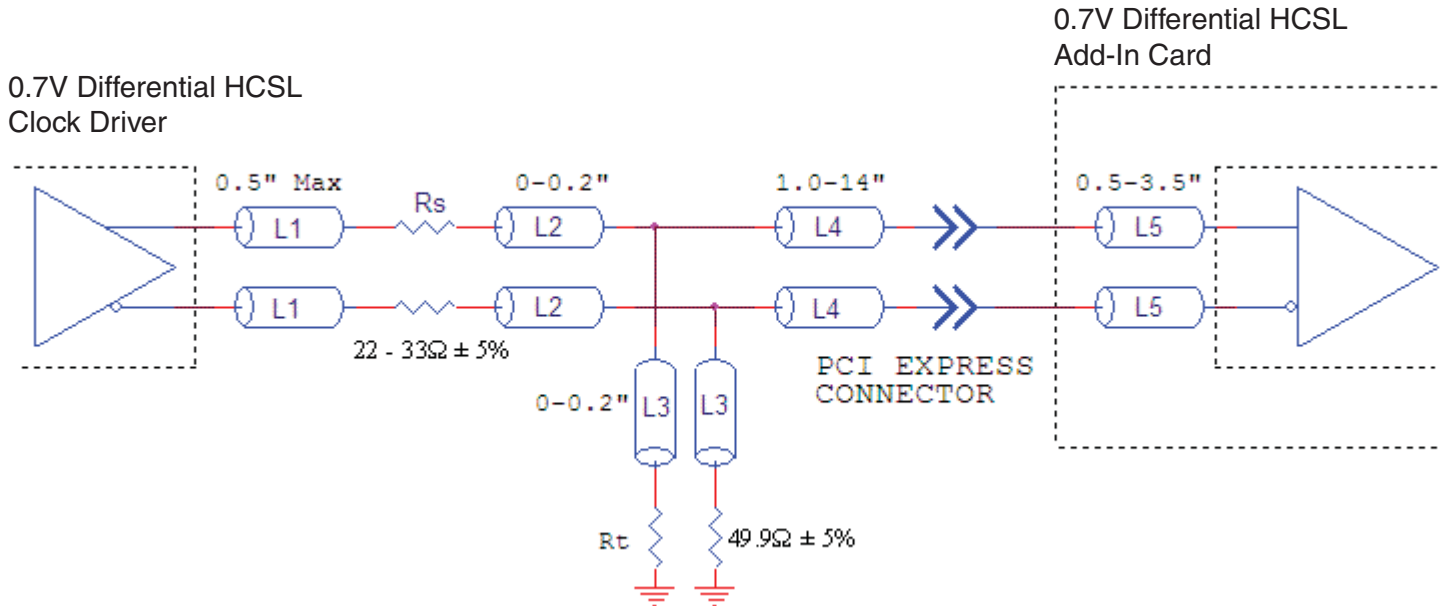 0.7V Differential HCSL
Add-In Card
0.7V Differential HCSL
Clock Driver
0.5" Max
0-0.2"
1.0-14"
0.5-3.5"
L1
Rs
L2
L4
L5
L1
L2
L4
L5
22 - 33Ω ± 5%
PCI EXPRESS
CONNECTOR
0-0.2"
L3
L3
Rt
49.9Ω ± 5%